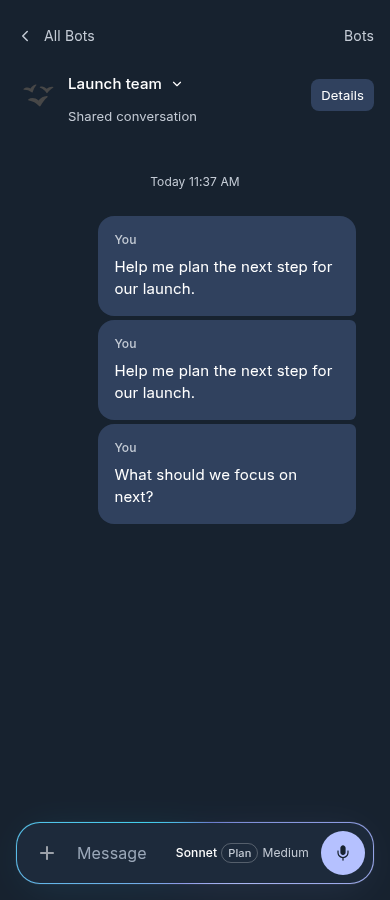 All Bots
Bots
Launch team
Details
Shared conversation
Today 11:37 AM
You
Help me plan the next step for
our launch.
You
Help me plan the next step for
our launch.
You
What should we focus on
next?
Message
Sonnet
Plan
Medium